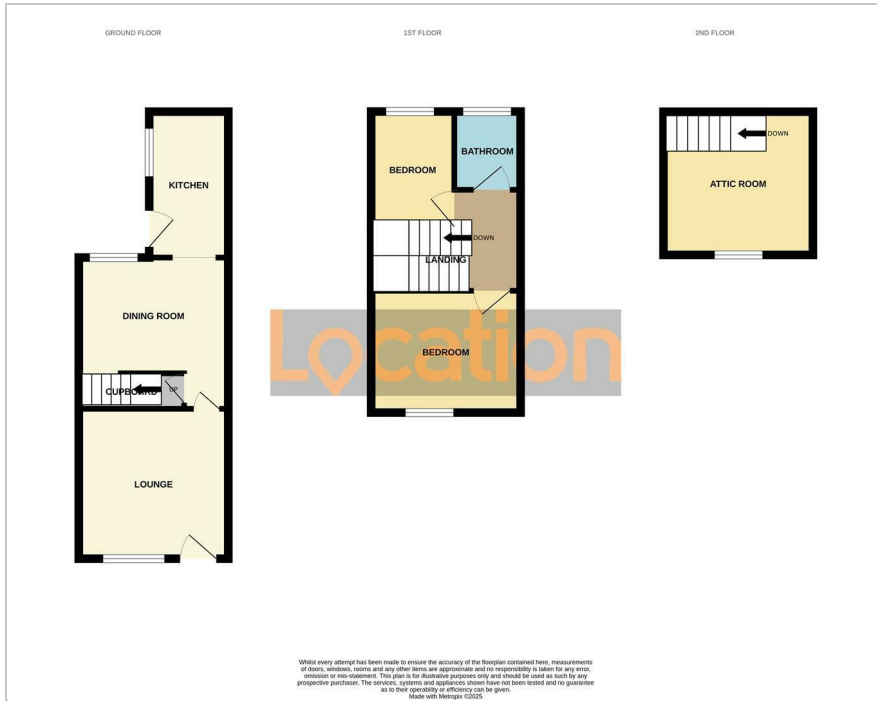 GROUND FLOOR
1ST FLOOR
2ND FLOOR
KITCHEN
DINING ROOM
CUPBOARD
UP
LOUNGE
BEDROOM
BATHROOM
DOWN
LANDING
BEDROOM
Location
DOWN
ATTIC ROOM
Whilst every attempt has been made to ensure the accuracy of the floorplan contained here, measurements
of doors, windows, rooms and any other items are approximate and no responsibility is taken for any error,
omission or mis-statement. This plan is for illustrative purposes only and should be used as such by any
prospective purchaser. The services, systems and appliances shown have not been tested and no guarantee
as to their operability or efficiency can be given.
Made with Metropix ©2025